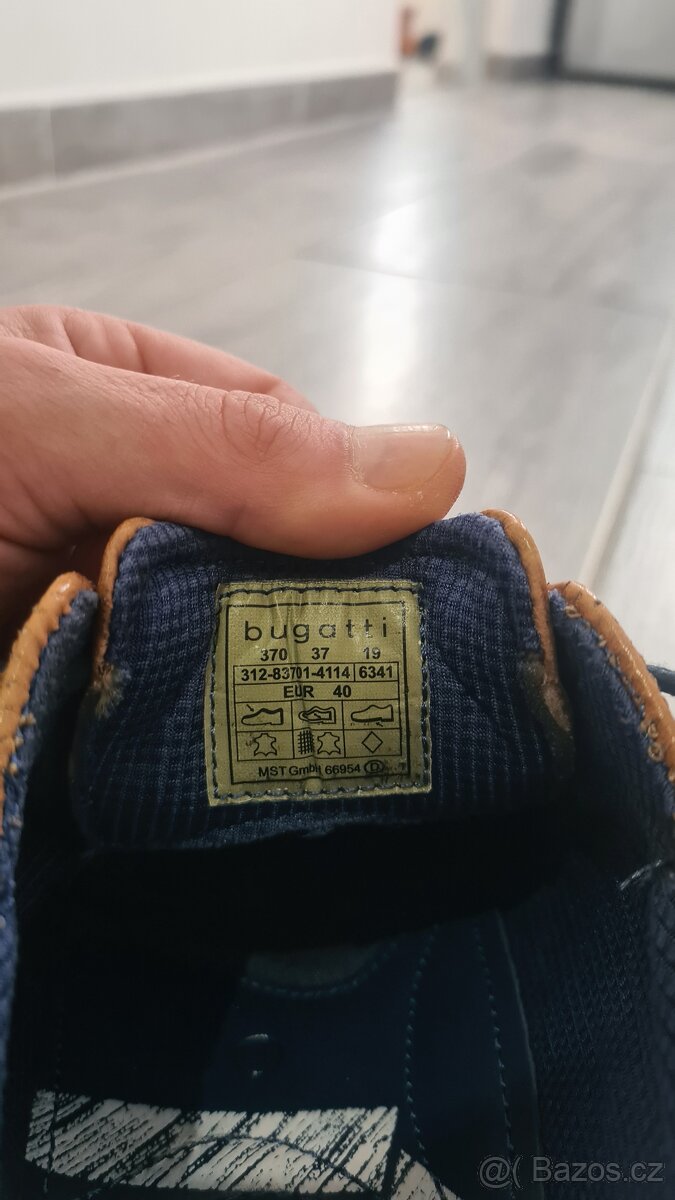 bugatti
370 37 19
312-83701-4114 6341
EUR 40
MST GmbH 66954 D
@( Bazos.cz